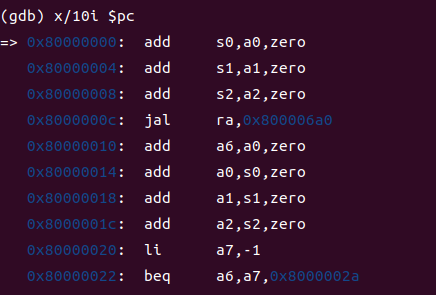 (gdb) x/10i $pc
=> 0x80000000: add s0,a0,zero
0x80000004: add s1,a1,zero
0x80000008: add s2,a2,zero
0x8000000c: jal ra,0x800006a0
0x80000010: add a6,a0,zero
0x80000014: add a0,s0,zero
0x80000018: add a1,s1,zero
0x8000001c: add a2,s2,zero
0x80000020: li a7,-1
0x80000022: beq a6,a7,0x8000002a